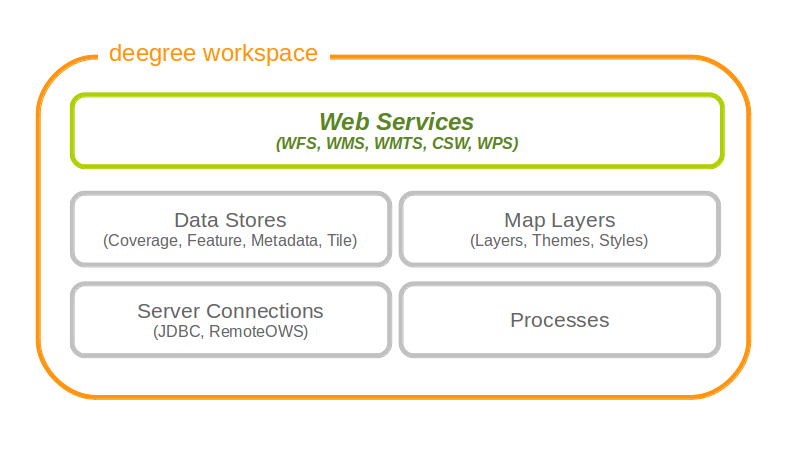 deegree workspace
Web Services
(WFS, WMS, WMTS, CSW, WPS)
Data Stores
(Coverage, Feature, Metadata, Tile)
Map Layers
(Layers, Themes, Styles)
Server Connections
(JDBC, RemoteOWS)
Processes